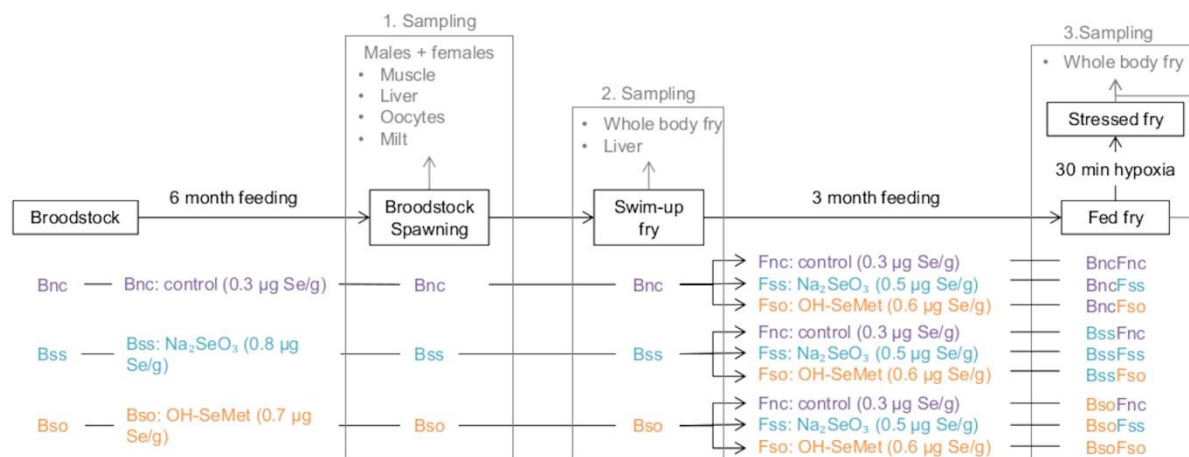 1. Sampling
Males + females
• Muscle
• Liver
• Oocytes
• Milt
2. Sampling
• Whole body fry
• Liver
3.Sampling
• Whole body fry
Stressed fry
30 min hypoxia
Broodstock
6 month feeding
Broodstock
Spawning
Swim-up
fry
3 month feeding
Fed fry
Bnc
Bnc: control (0.3 µg Se/g)
Bnc
Bnc
Fnc: control (0.3 µg Se/g)
Fss: Na₂SeO₃ (0.5 µg Se/g)
Fso: OH-SeMet (0.6 µg Se/g)
BncFnc
BncFss
BncFso
Bss
Bss: Na₂SeO₃ (0.8 µg
Se/g)
Bss
Bss
Fnc: control (0.3 µg Se/g)
Fss: Na₂SeO₃ (0.5 µg Se/g)
Fso: OH-SeMet (0.6 µg Se/g)
BssFnc
BssFss
BssFso
Bso
Bso: OH-SeMet (0.7 µg
Se/g)
Bso
Bso
Fnc: control (0.3 µg Se/g)
Fss: Na₂SeO₃ (0.5 µg Se/g)
Fso: OH-SeMet (0.6 µg Se/g)
BsoFnc
BsoFss
BsoFso